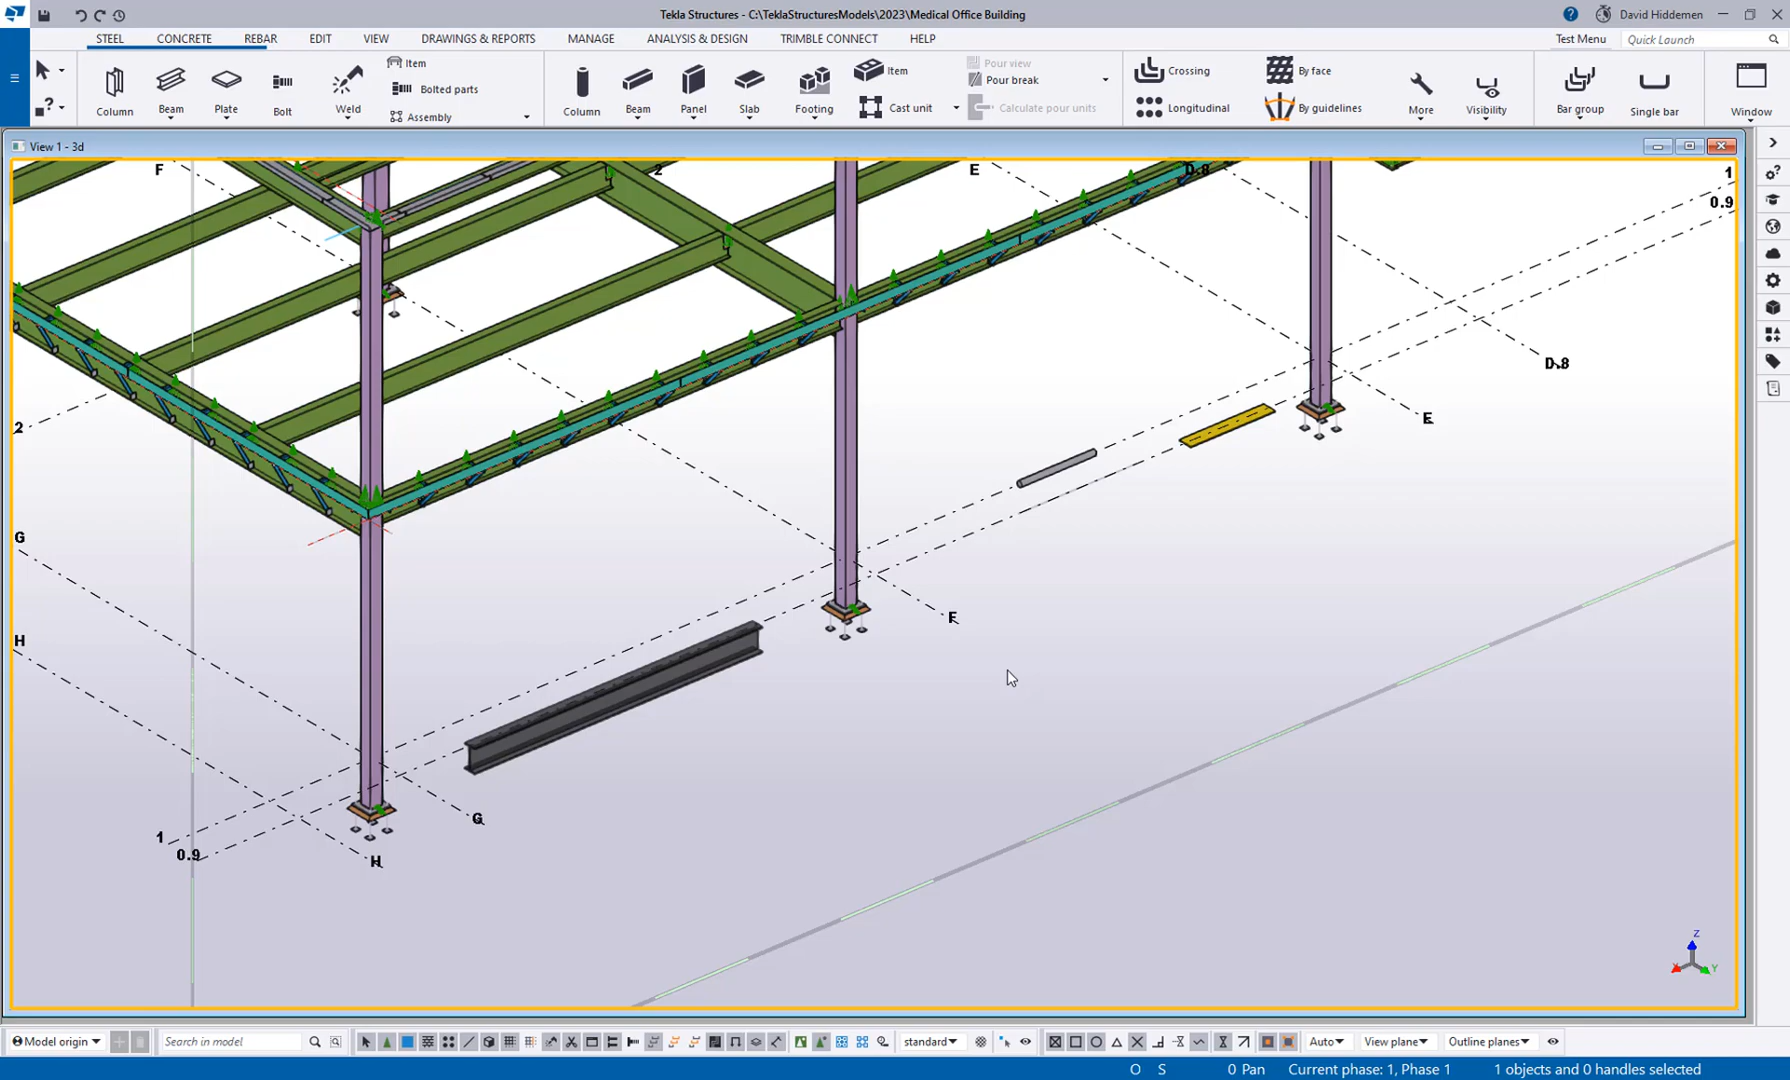 Tekla Structures - C:\TeklaStructuresModels\2023\Medical Office Building
David Hiddemen
STEEL CONCRETE REBAR EDIT VIEW DRAWINGS & REPORTS MANAGE ANALYSIS & DESIGN TRIMBLE CONNECT HELP
Test Menu Quick Launch
Item Item Pour view Crossing By face
Bolted parts Pour break
Column Beam Plate Bolt Weld Assembly Column Beam Panel Slab Footing Cast unit Calculate pour units Longitudinal By guidelines More Visibility Bar group Single bar Window
View 1 - 3d
F 2 E D.8 1
0.9
D.8
2 E
G
F
H
G
1
0.9 H
Z
X Y
Model origin Search in model standard Auto View plane Outline planes
O S 0 Pan Current phase: 1, Phase 1 1 objects and 0 handles selected